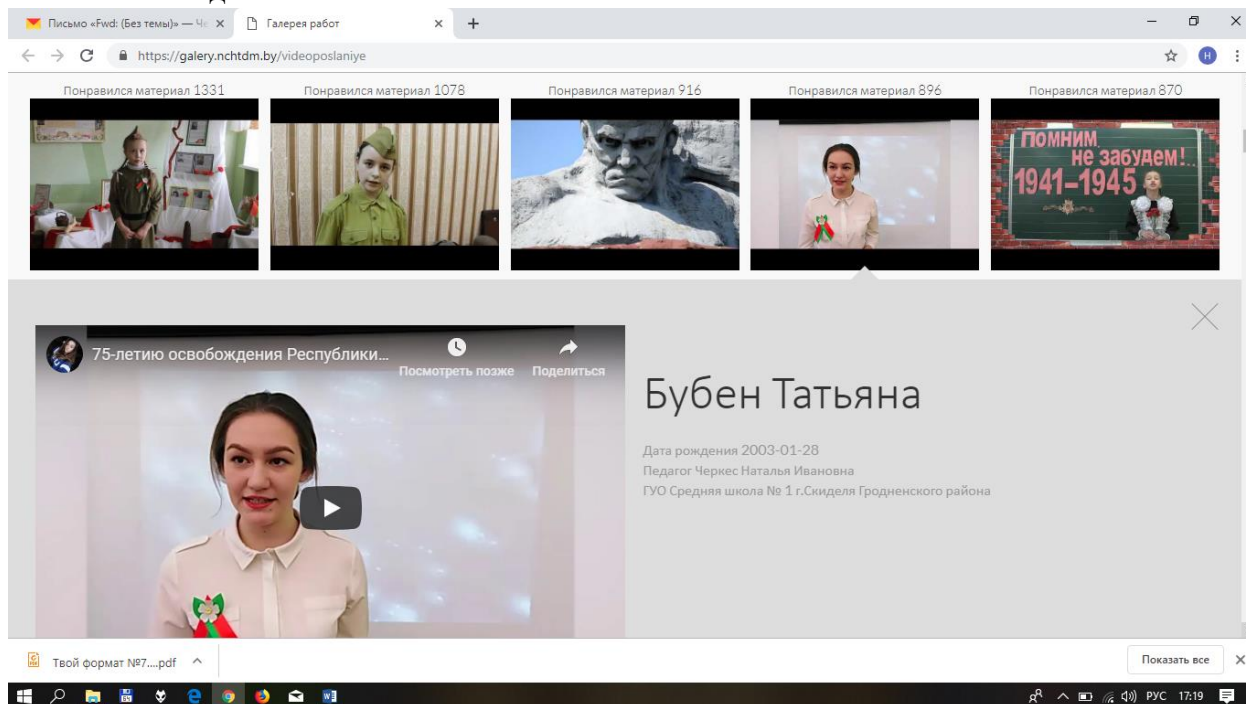 Письмо «Fwd: (Без темы)» — Че
Галерея работ
https://galery.nchtdm.by/videoposlaniye
Н
Понравился материал 1331
Понравился материал 1078
Понравился материал 916
Понравился материал 896
Понравился материал 870
ПОМНИМ
не забудем!..
1941-1945
75-летию освобождения Республики...
Посмотреть позже
Поделиться
Бубен Татьяна
Дата рождения 2003-01-28
Педагог Черкес Наталья Ивановна
ГУО Средняя школа № 1 г.Скиделя Гродненского района
Твой формат №7....pdf
Показать все
РУС
17:19